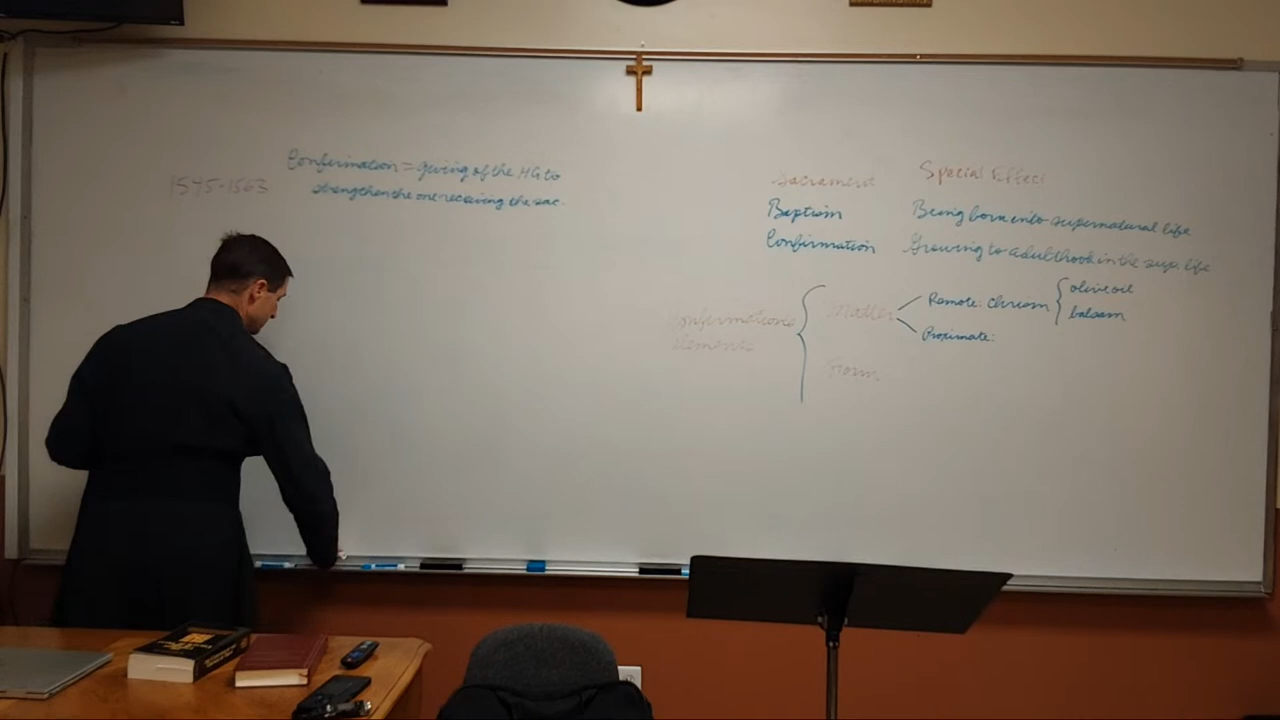 1545-1563
Confirmation = giving of the HG to
strengthen the one receiving the sac.
Sacrament Special Effect
Baptism Being born into supernatural life
Confirmation Growing to adulthood in the sup. life
Confirmation's
elements
Matter
Remote: chrism
olive oil
balsam
Proximate:
Form